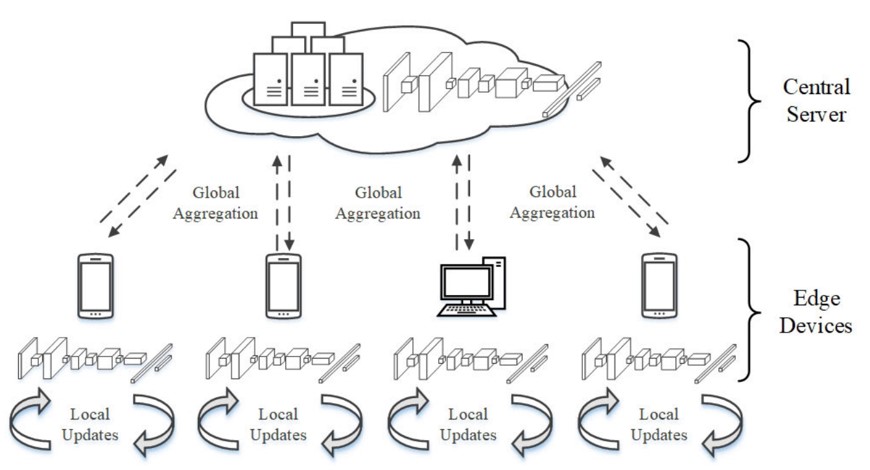 Central
Server
Global
Aggregation
Global
Aggregation
Global
Aggregation
Edge
Devices
Local
Updates
Local
Updates
Local
Updates
Local
Updates